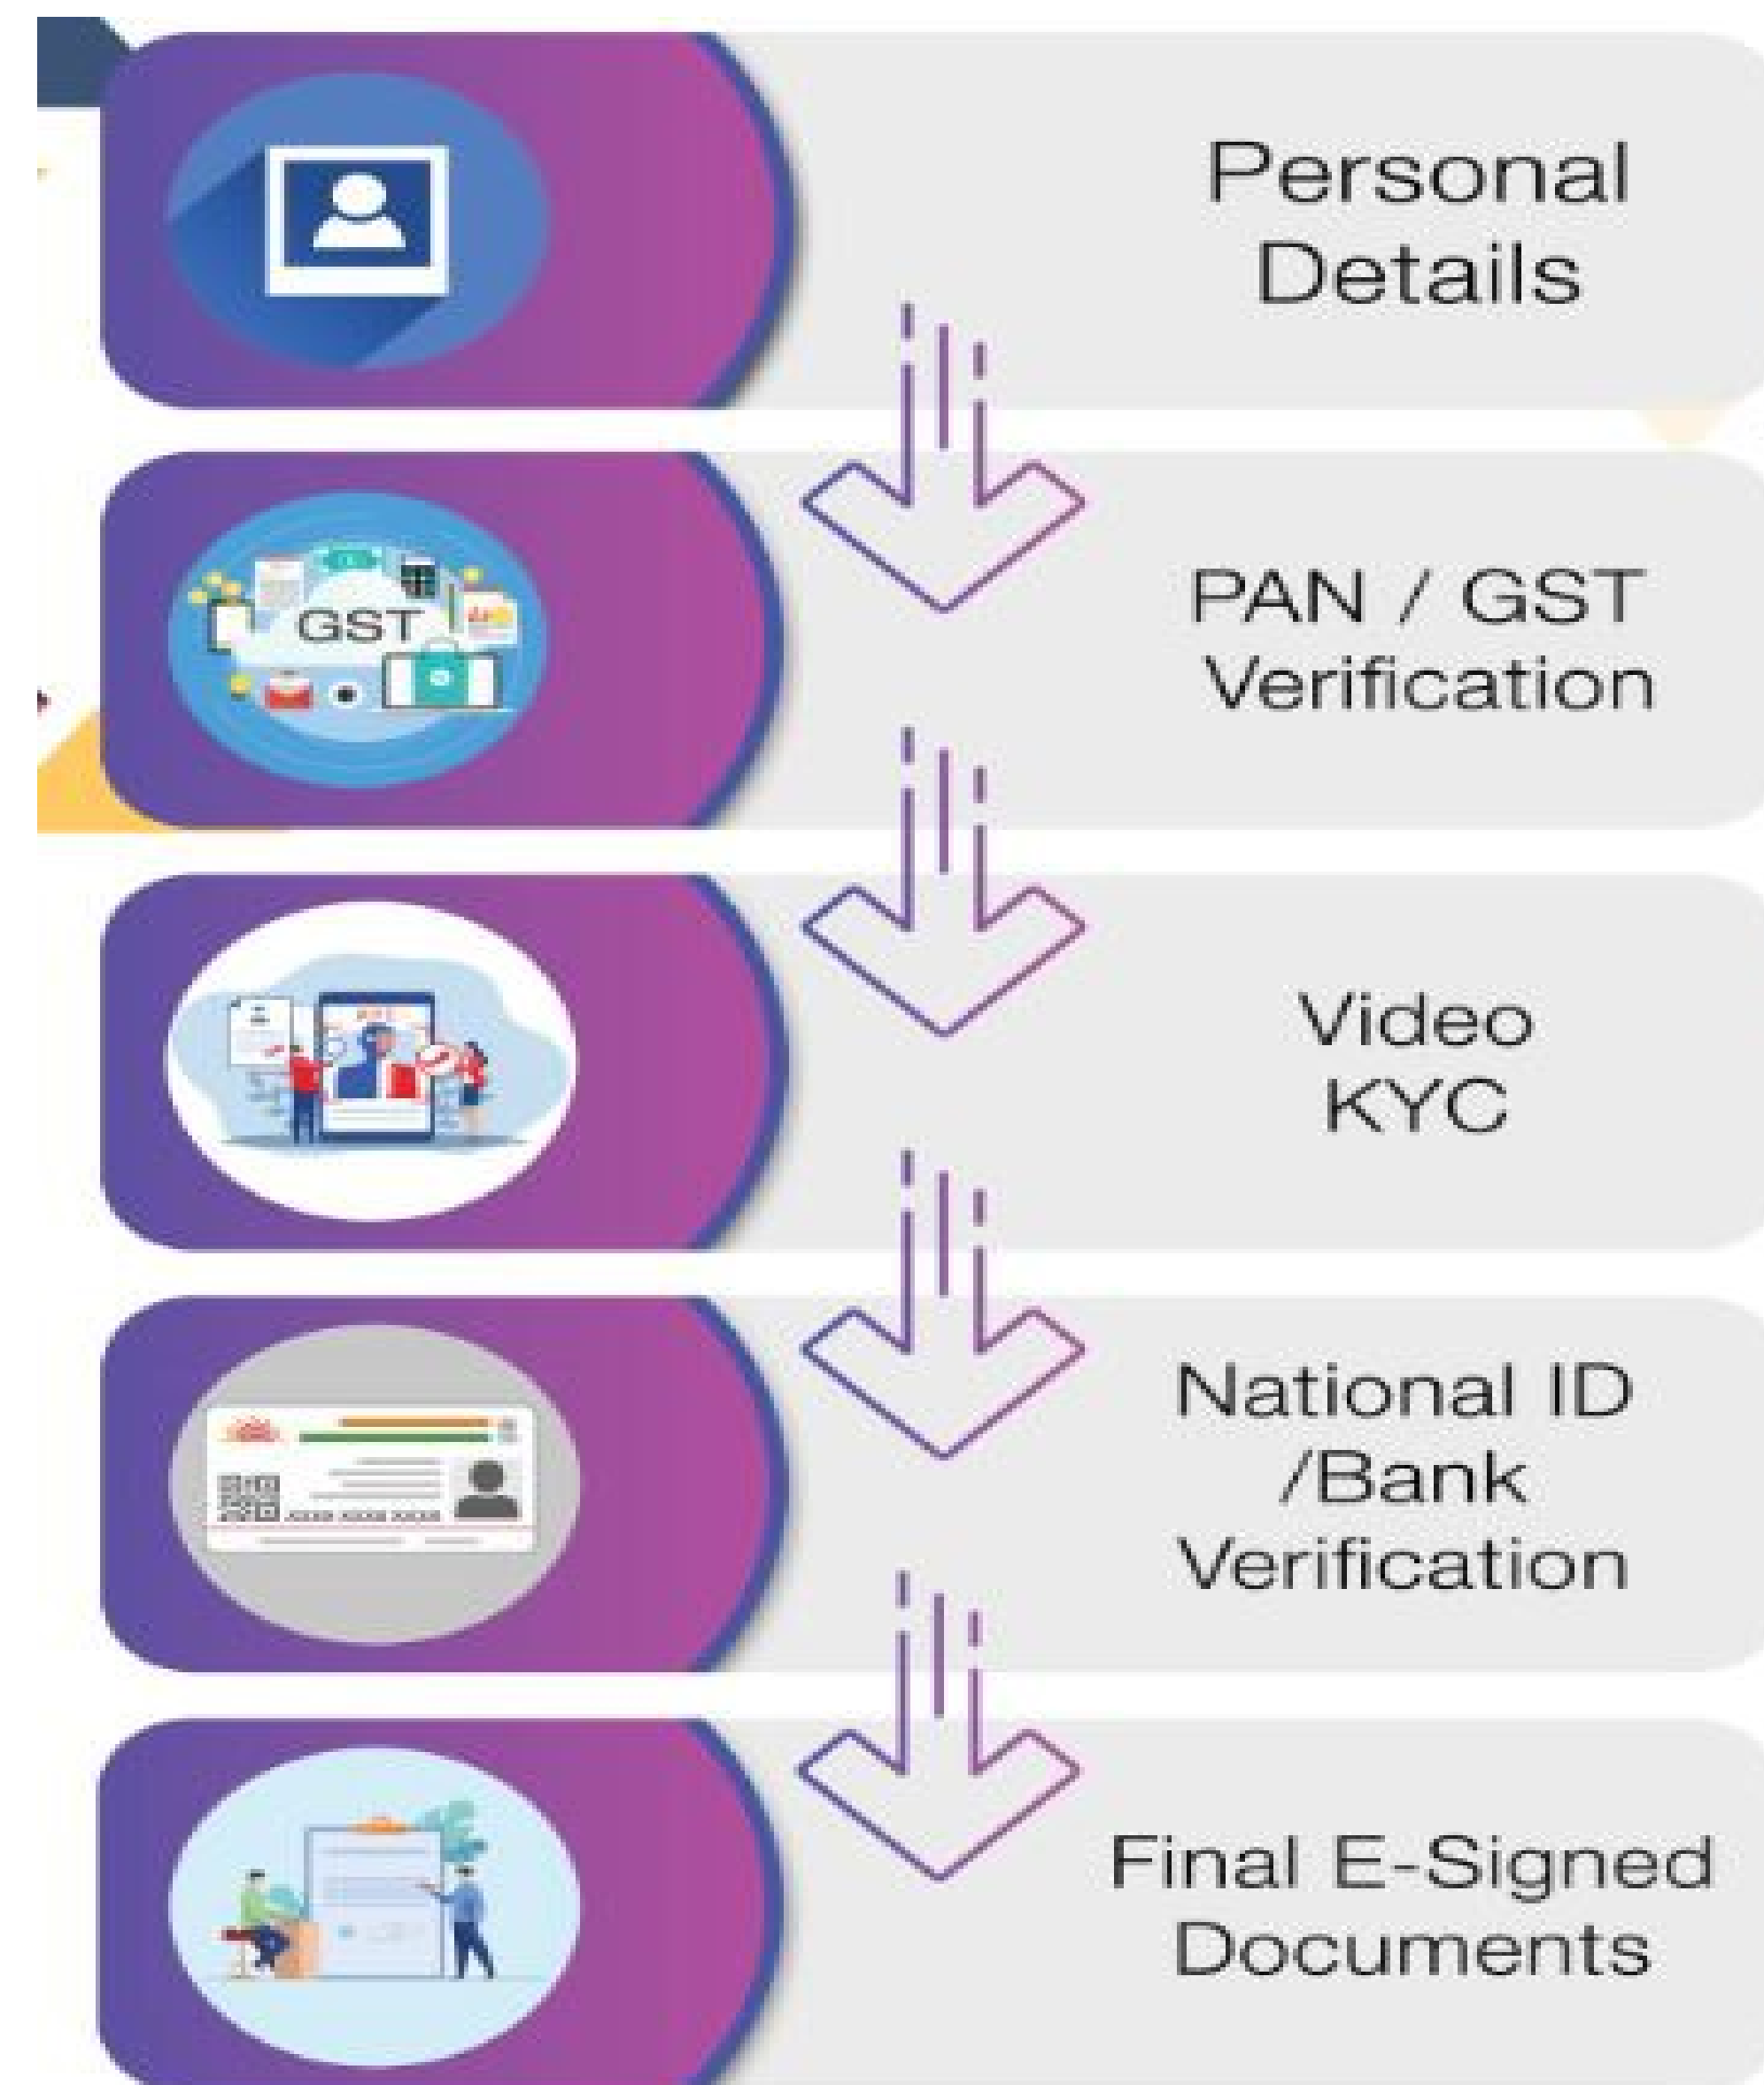 Personal
Details
GST
PAN / GST
Verification
Video
KYC
National ID
/Bank
Verification
Final E-Signed
Documents